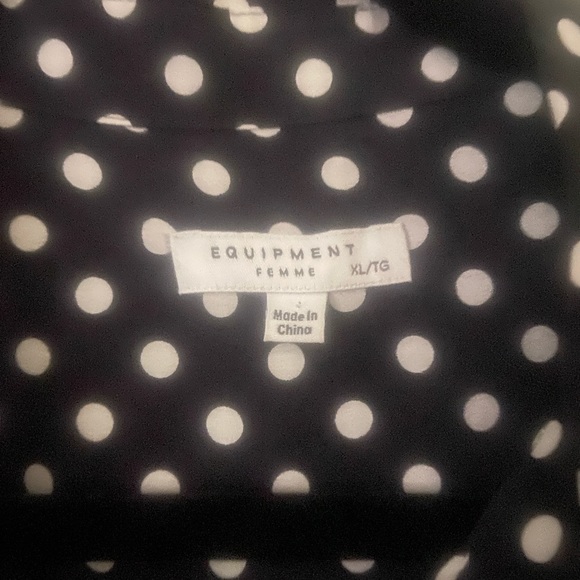 EQUIPMENT
FEMME XL/TG
Made In
China